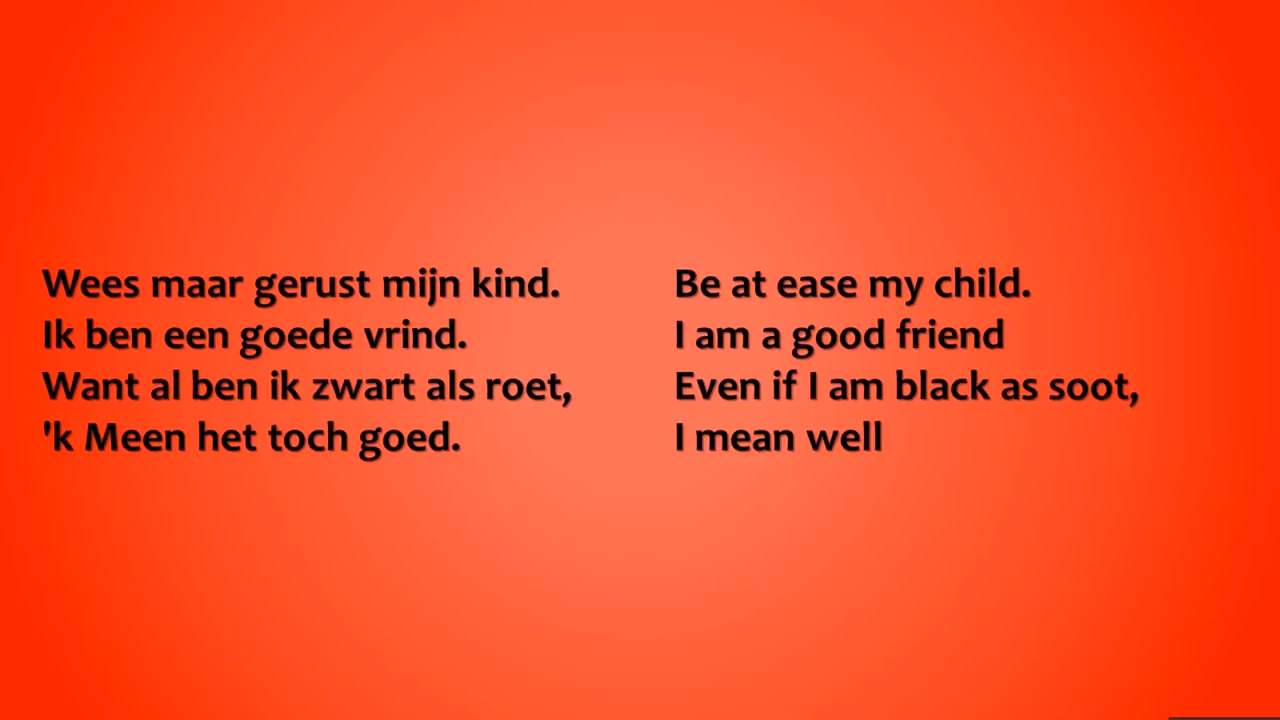 Wees maar gerust mijn kind.
Ik ben een goede vrind.
Want al ben ik zwart als roet,
'k Meen het toch goed.
Be at ease my child.
I am a good friend
Even if I am black as soot,
I mean well